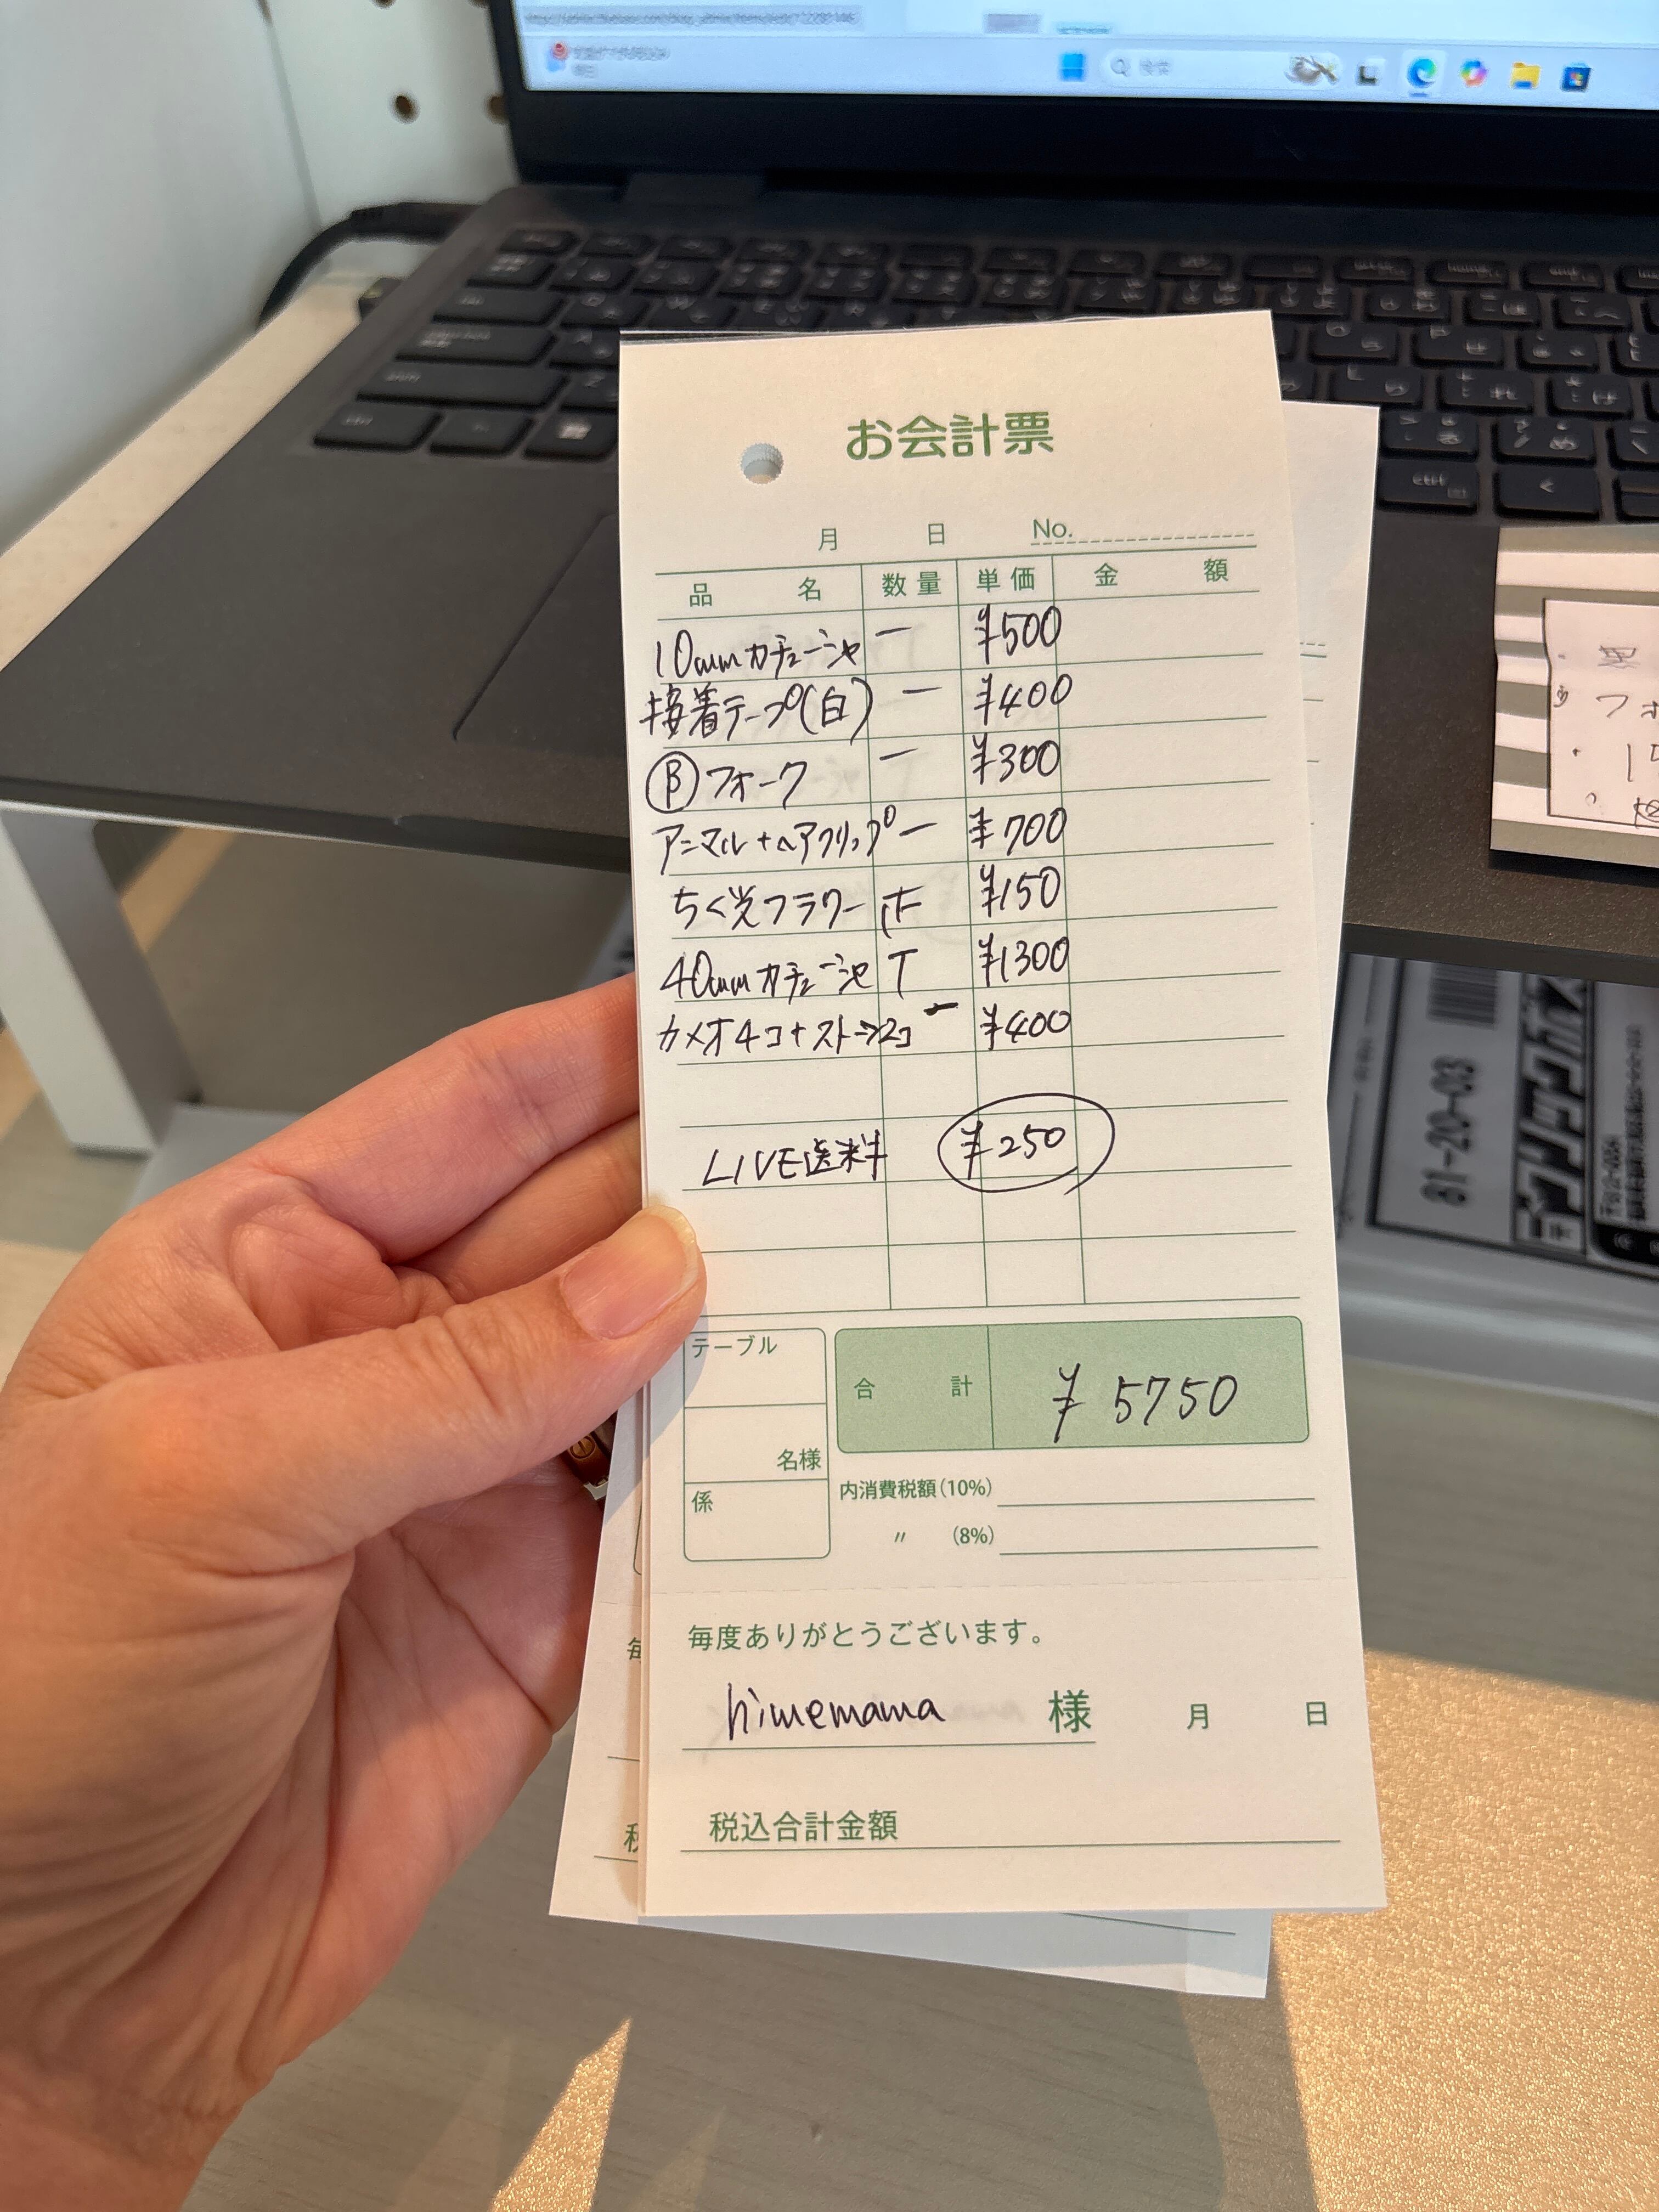 検索
お会計票
月 日 No.
品名 数量 単価 金額
10mmカチューシャ 一 ¥500
接着テープ(白) 一 ¥400
Ⓑフォーク 一 ¥300
アニマル+ヘアクリップ 一 ¥700
ちく光フラワー 正 ¥150
40mmカチューシャ T ¥1300
カメオ4コ+ストーン2コ 一 ¥400
LIVE送料 ¥250
テーブル
合計 ¥5750
名様
係
内消費税額(10%)
〃 (8%)
毎度ありがとうございます。
himemama 様 月 日
税込合計金額
81-20-03
ctrl